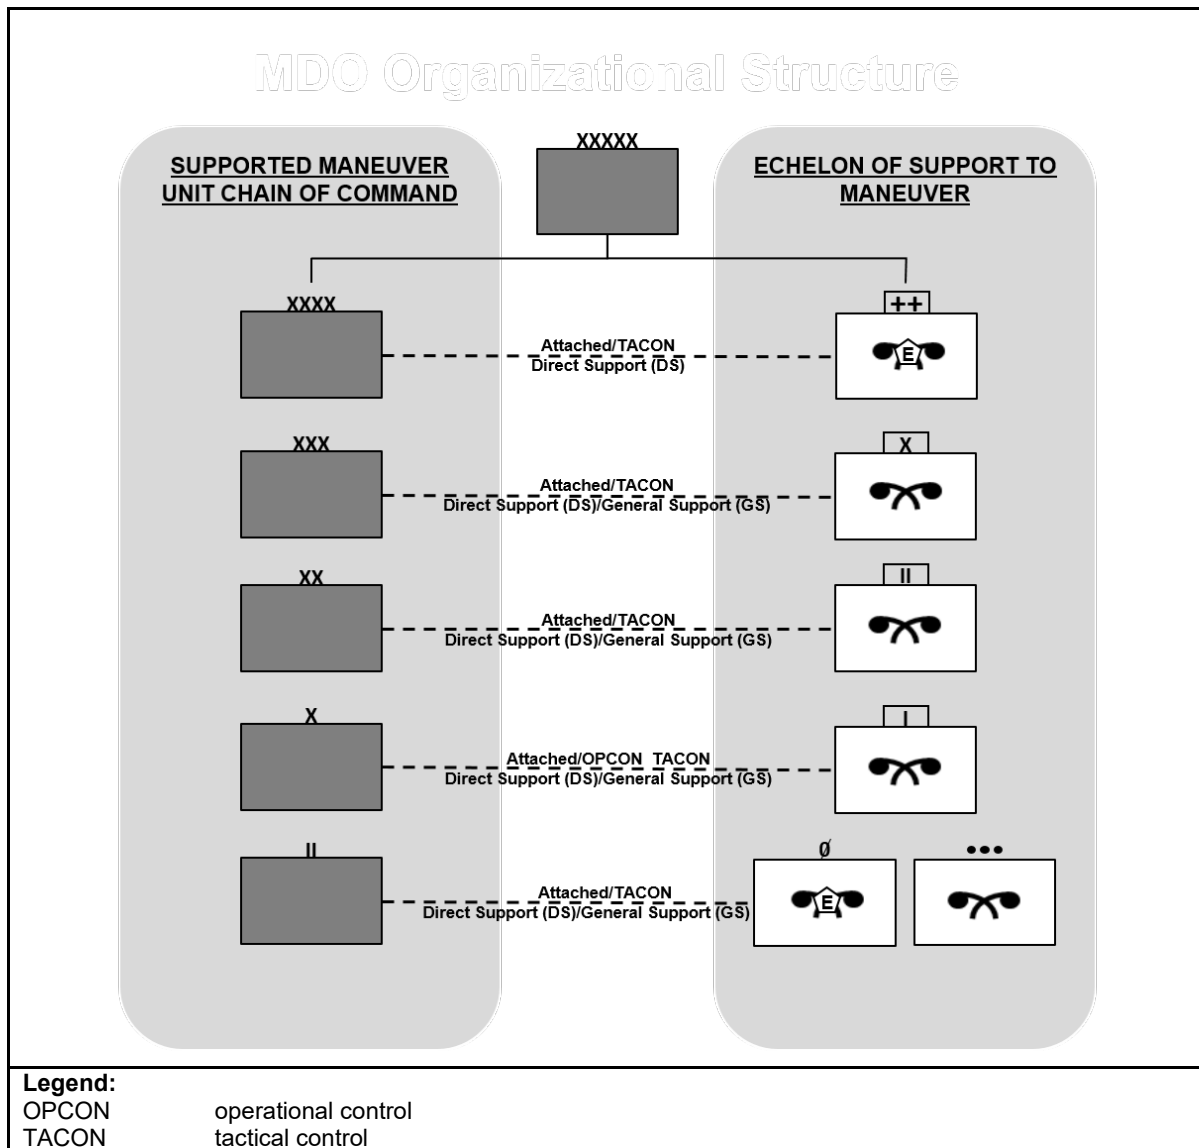 MDO Organizational Structure
XXXXX
SUPPORTED MANEUVER
UNIT CHAIN OF COMMAND
ECHELON OF SUPPORT TO
MANEUVER
XXXX
++
Attached/TACON
Direct Support (DS)
E
XXX
X
Attached/TACON
Direct Support (DS)/General Support (GS)
XX
II
Attached/TACON
Direct Support (DS)/General Support (GS)
X
I
Attached/OPCON TACON
Direct Support (DS)/General Support (GS)
II
Ø
•••
Attached/TACON
Direct Support (DS)/General Support (GS)
E
Legend:
OPCON operational control
TACON tactical control